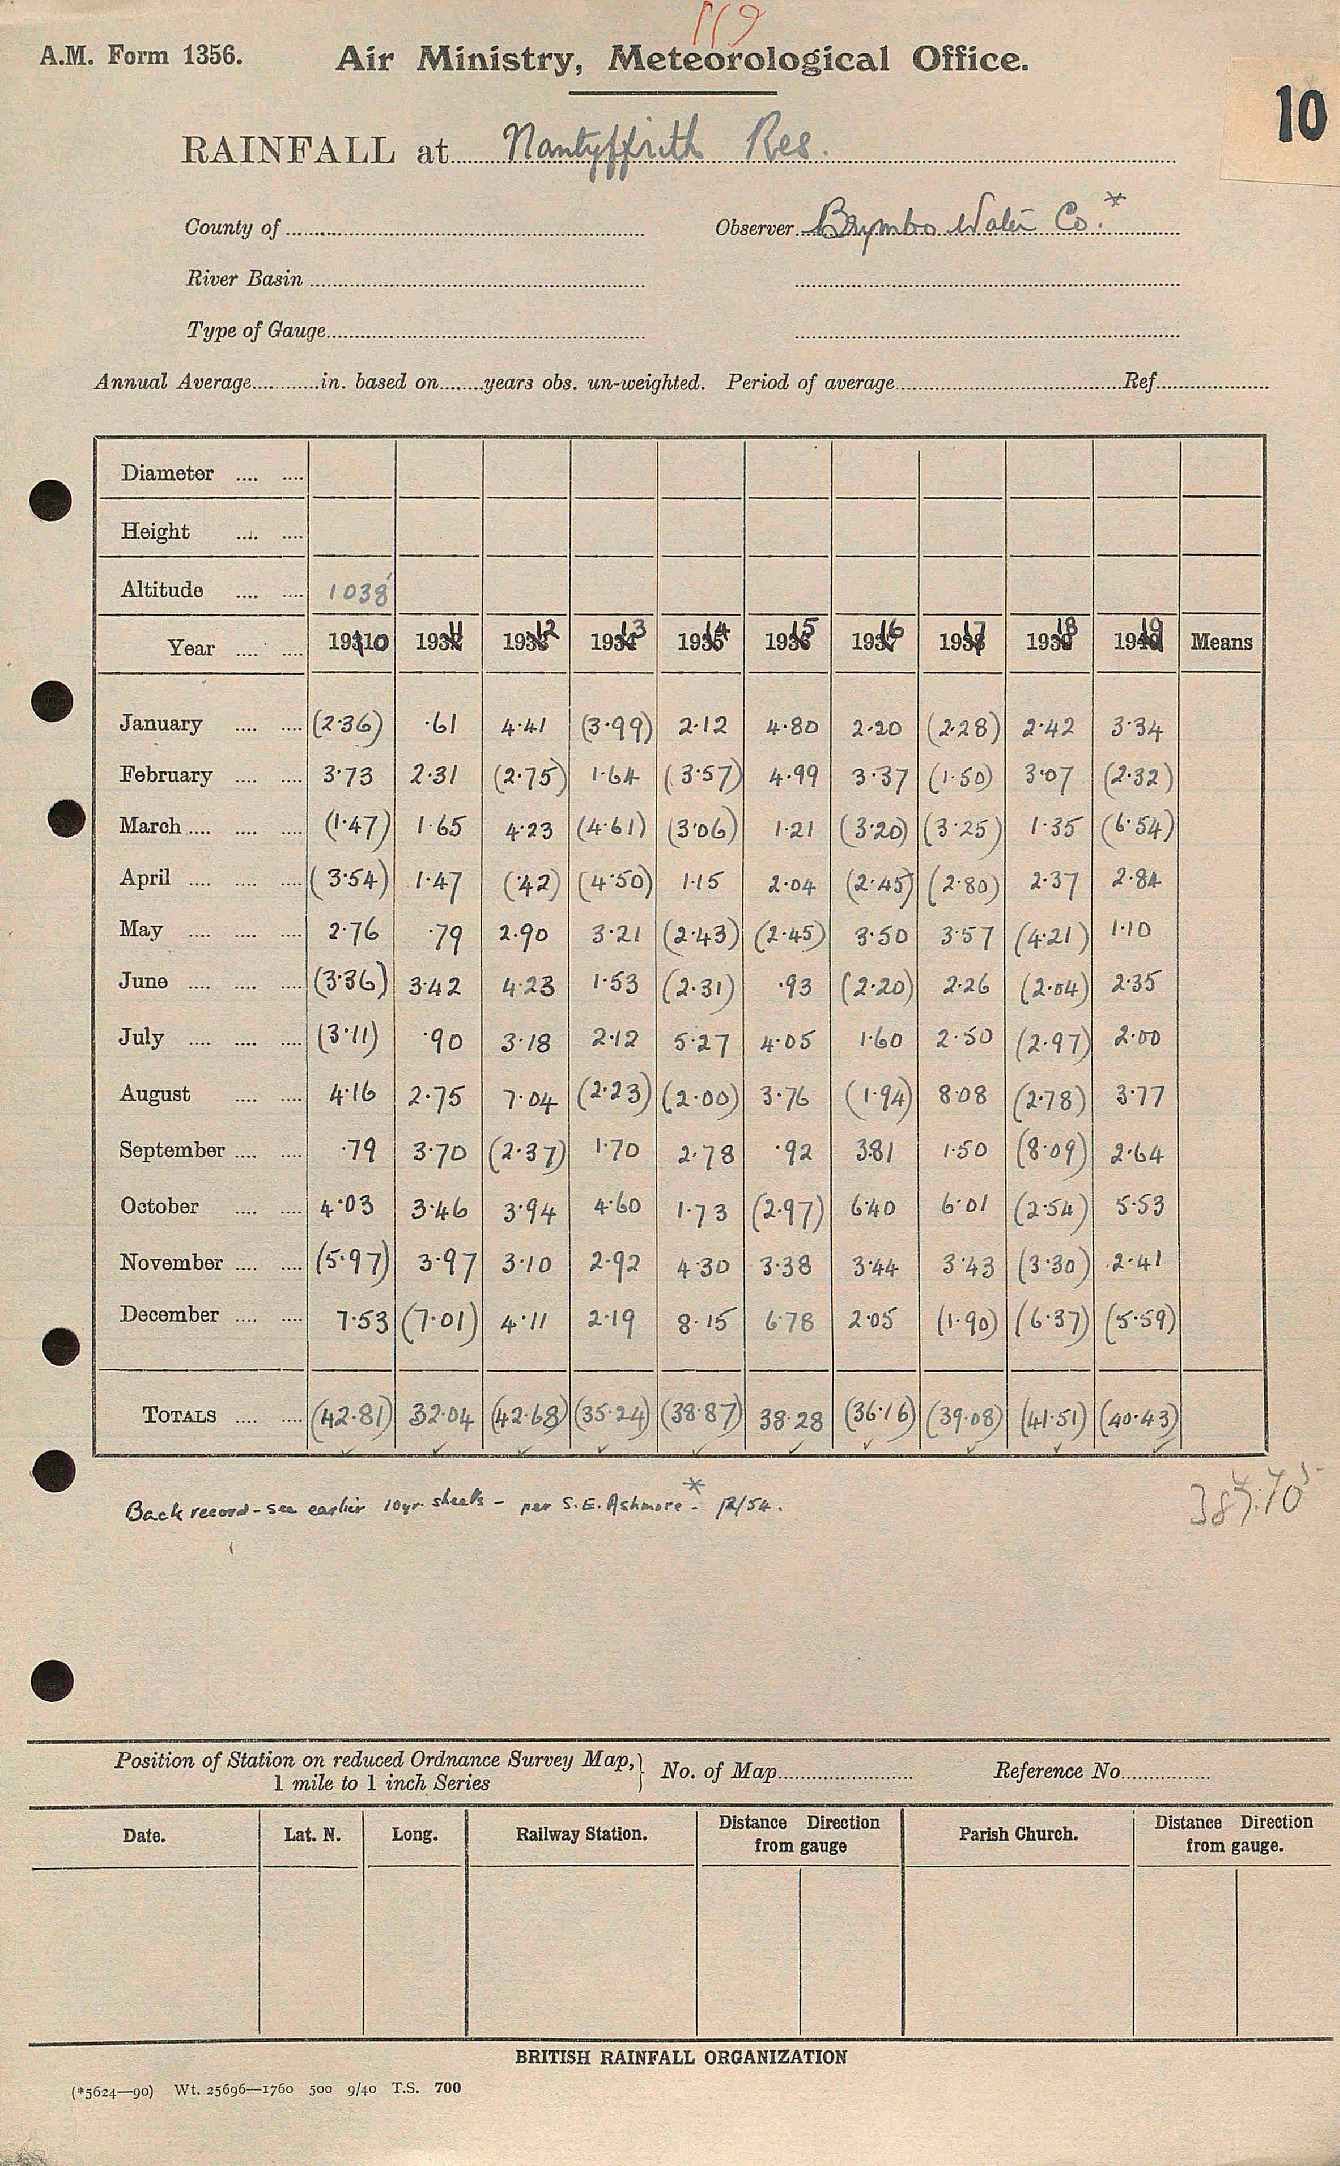 119
A.M. Form 1356. Air Ministry, Meteorological Office.
10
RAINFALL at Nantyffrith Res.
County of Observer Brymbo Water Co.*
River Basin
Type of Gauge
Annual Average in. based on years obs. un-weighted. Period of average Ref
Diameter
Height
Altitude 1038'
Year 1910 1911 1912 1913 1914 1915 1916 1917 1918 1919 Means
January (2.36) .61 4.41 (3.99) 2.12 4.80 2.20 (2.28) 2.42 3.34
February 3.73 2.31 (2.75) 1.64 (3.57) 4.99 3.37 (1.50) 3.07 (2.32)
March (1.47) 1.65 4.23 (4.61) (3.06) 1.21 (3.20) (3.25) 1.35 (6.54)
April (3.54) 1.47 (.42) (4.50) 1.15 2.04 (2.45) (2.80) 2.37 2.84
May 2.76 .79 2.90 3.21 (2.43) (2.45) 3.50 3.57 (4.21) 1.10
June (3.36) 3.42 4.23 1.53 (2.31) .93 (2.20) 2.26 (2.04) 2.35
July (3.11) .90 3.18 2.12 5.27 4.05 1.60 2.50 (2.97) 2.00
August 4.16 2.75 7.04 (2.23) (2.00) 3.76 (1.94) 8.08 (2.78) 3.77
September .79 3.70 (2.37) 1.70 2.78 .92 3.81 1.50 (8.09) 2.64
October 4.03 3.46 3.94 4.60 1.73 (2.97) 6.40 6.01 (2.54) 5.53
November (5.97) 3.97 3.10 2.92 4.30 3.38 3.44 3.43 (3.30) 2.41
December 7.53 (7.01) 4.11 2.19 8.15 6.78 2.05 (1.90) (6.37) (5.59)
TOTALS (42.81) 32.04 (42.68) (35.24) (38.87) 38.28 (36.16) (39.08) (41.51) (40.43)
Back record - see earlier 10yr. sheets - per S.E. Ashmore.* 12/54.
Position of Station on reduced Ordnance Survey Map, 1 mile to 1 inch Series No. of Map Reference No
Date. Lat. N. Long. Railway Station. Distance Direction from gauge Parish Church. Distance Direction from gauge.
BRITISH RAINFALL ORGANIZATION
(*5624—90) Wt. 25696—1760 500 9/40 T.S. 700